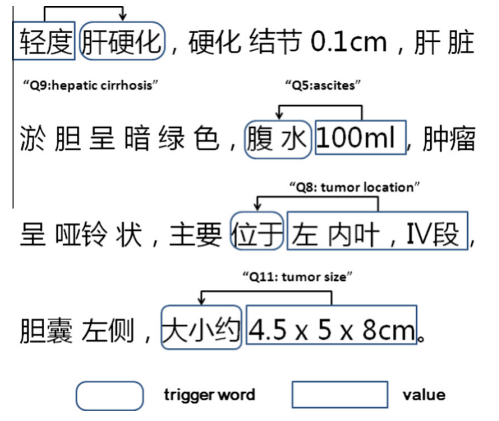 轻度 肝硬化，硬化 结节 0.1cm，肝 脏
“Q9:hepatic cirrhosis” “Q5:ascites”
淤 胆 呈 暗 绿 色，腹 水 100ml，肿瘤
“Q8: tumor location”
呈 哑铃 状，主要 位于 左 内叶，IV段，
“Q11: tumor size”
胆囊 左侧，大小约 4.5 x 5 x 8cm。
trigger word value